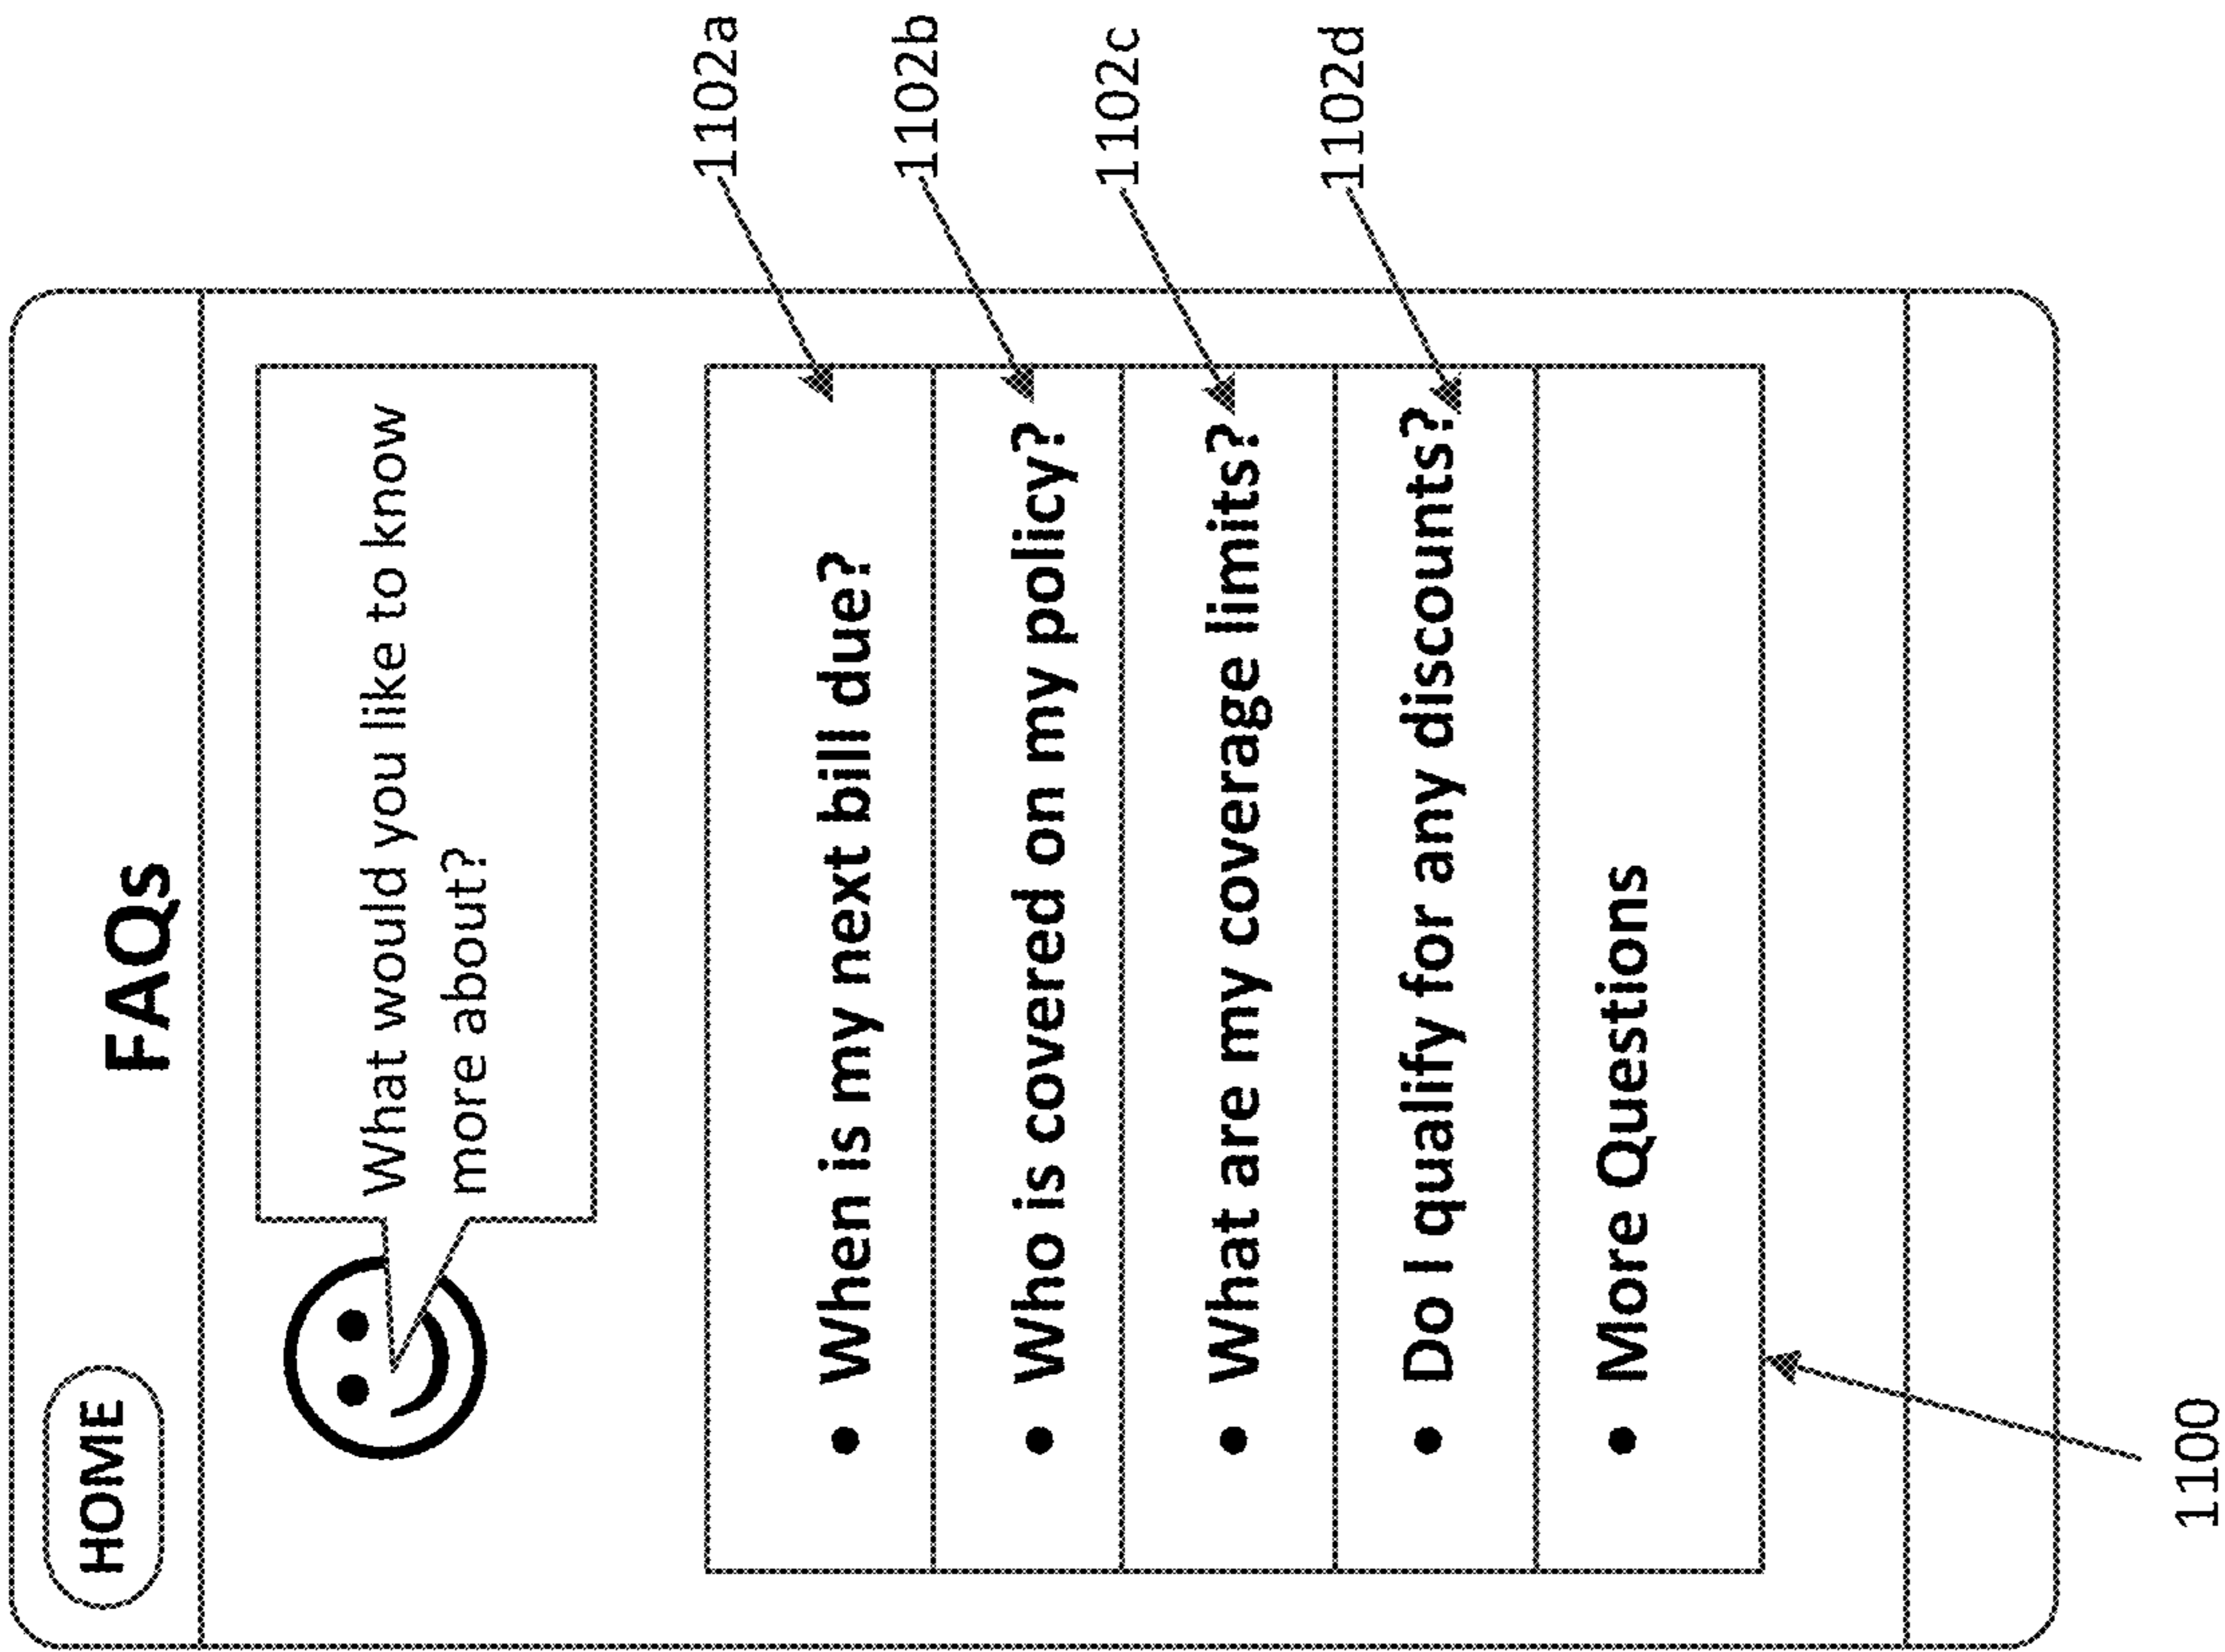 HOME
FAQs
What would you like to know
more about?
• When is my next bill due?
1102a
• Who is covered on my policy?
1102b
• What are my coverage limits?
1102c
• Do I qualify for any discounts?
1102d
• More Questions
1100